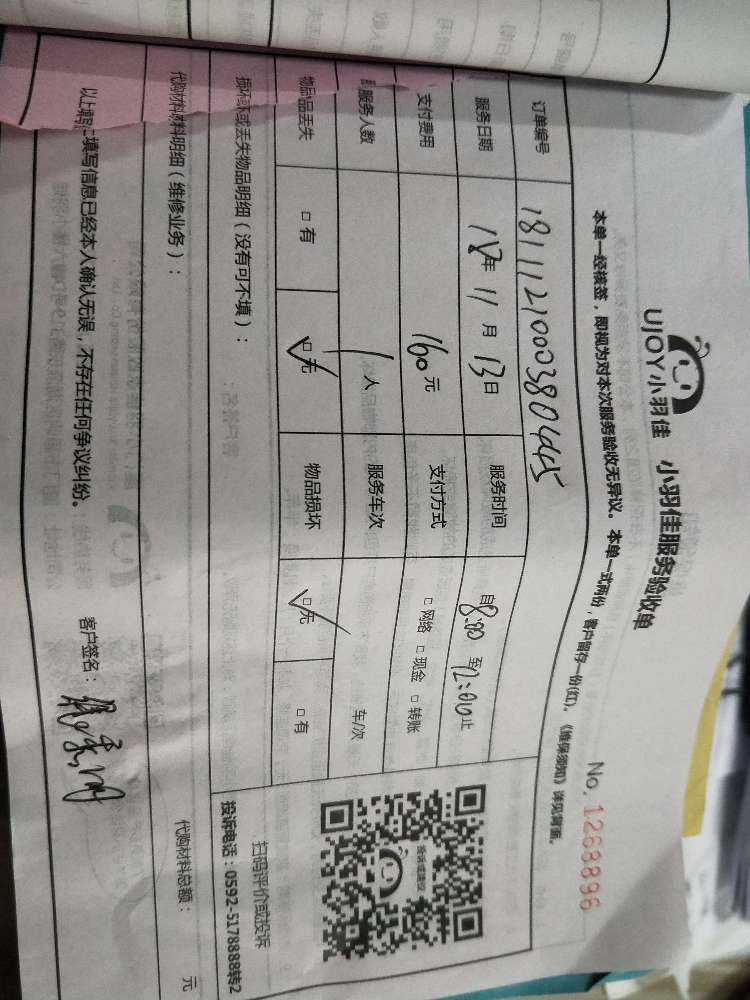 UJOY小羽佳 小羽佳服务验收单
No. 1268896
本单一经核签，即视为对本次服务验收无异议。本单一式两份，客户留存一份(红)。《维保须知》详见背面。
订单编号 1811121000380445
服务日期 18年 11月 13日 服务时间 自8:00 至12:00止
支付费用 160元 支付方式 □网络 □现金 □转账
服务人数 1人 服务车次 车/次
物品丢失 □有 □无 物品损坏 □无 □有
损坏或丢失物品明细（没有可不填）：
扫码评价或投诉
投诉电话：0592-5178888转2
代购材料明细（维修业务）：
代购材料总额： 元
以上填写信息已经本人确认无误，不存在任何争议纠纷。 客户签名：